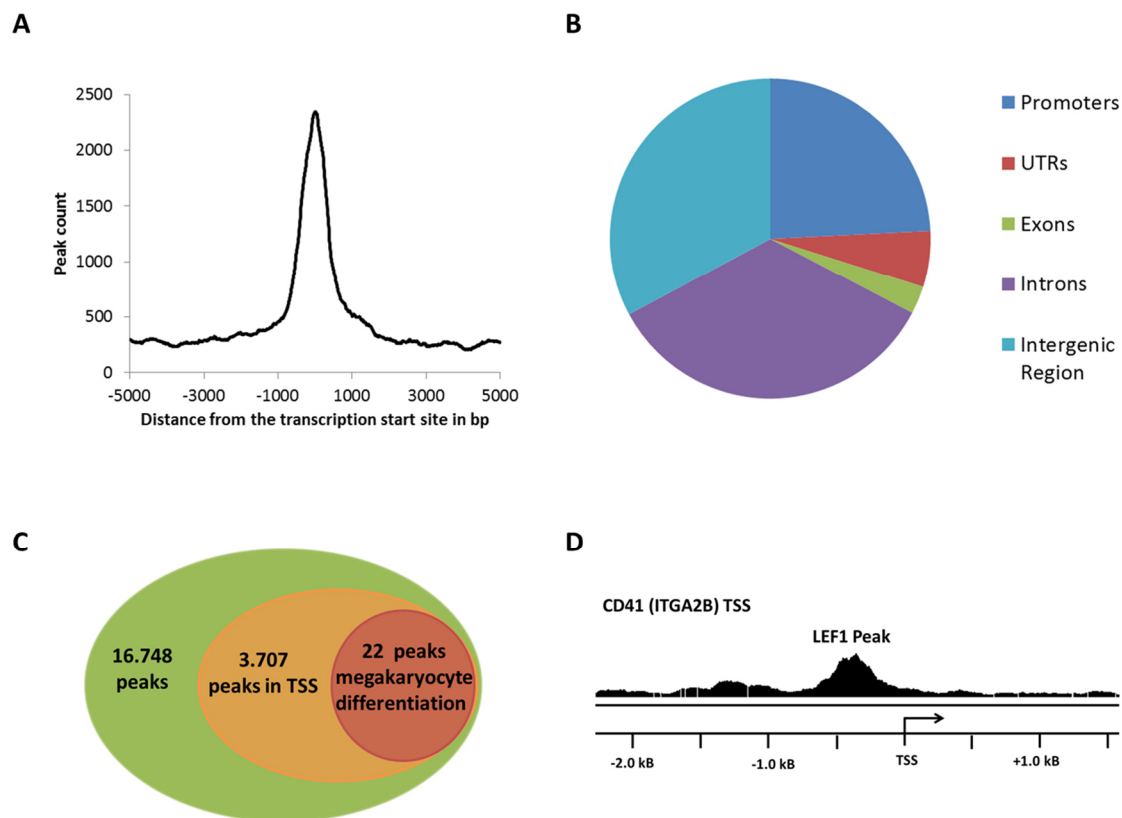 A
2500
2000
1500
1000
500
0
Peak count
-5000
-3000
-1000
1000
3000
5000
Distance from the transcription start site in bp
B
Promoters
UTRs
Exons
Introns
Intergenic
Region
C
16.748
peaks
3.707
peaks in TSS
22 peaks
megakaryocyte
differentiation
D
CD41 (ITGA2B) TSS
LEF1 Peak
-2.0 kB
-1.0 kB
TSS
+1.0 kB